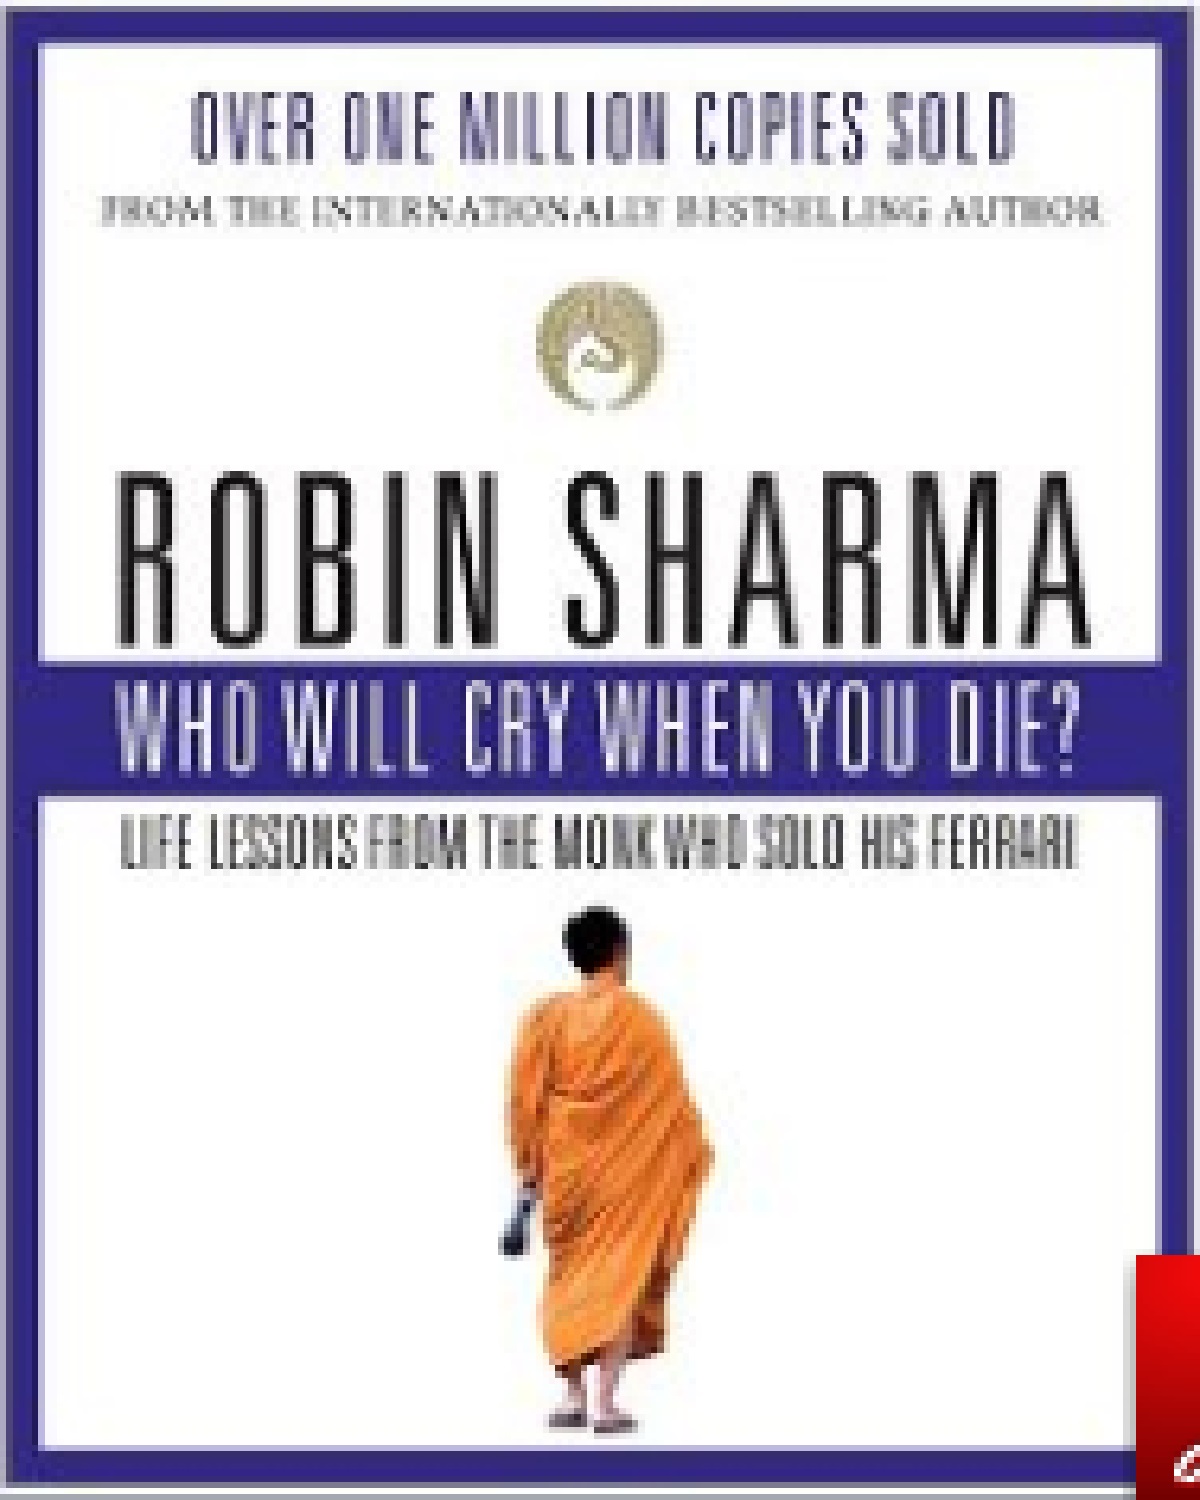 OVER ONE MILLION COPIES SOLD
FROM THE INTERNATIONALLY BESTSELLING AUTHOR
ROBIN SHARMA
WHO WILL CRY WHEN YOU DIE?
LIFE LESSONS FROM THE MONK WHO SOLD HIS FERRARI